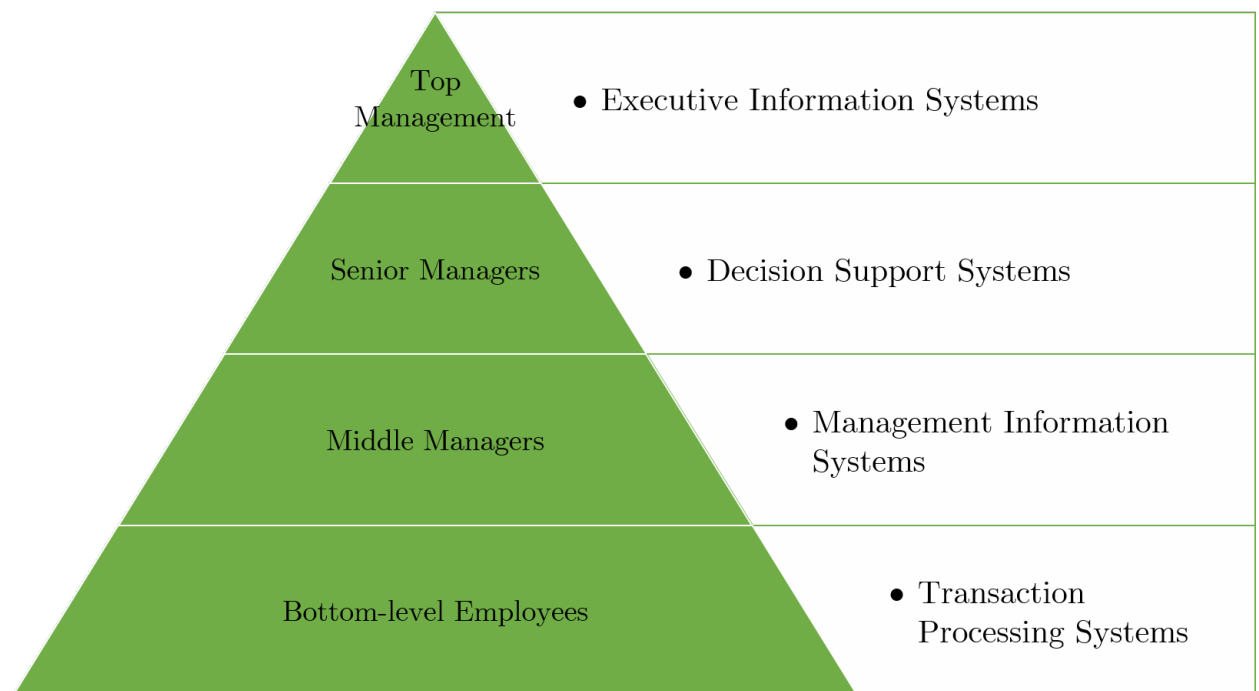 Top
Management
• Executive Information Systems
Senior Managers
• Decision Support Systems
Middle Managers
• Management Information
Systems
Bottom-level Employees
• Transaction
Processing Systems